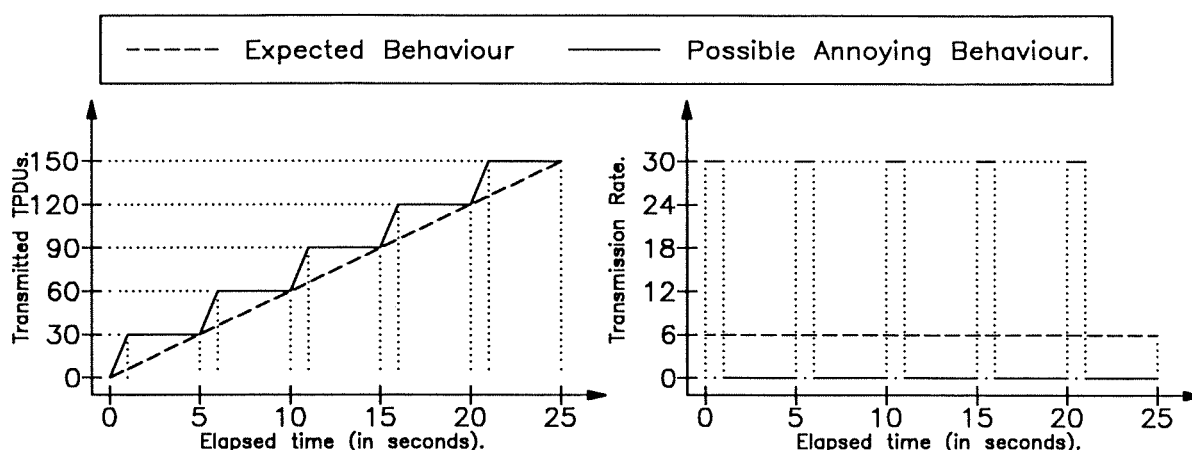 Expected Behaviour
Possible Annoying Behaviour.
Transmitted TPDUs.
150
120
90
60
30
0
0 5 10 15 20 25
Elapsed time (in seconds).
Transmission Rate.
30
24
18
12
6
0
0 5 10 15 20 25
Elapsed time (in seconds).